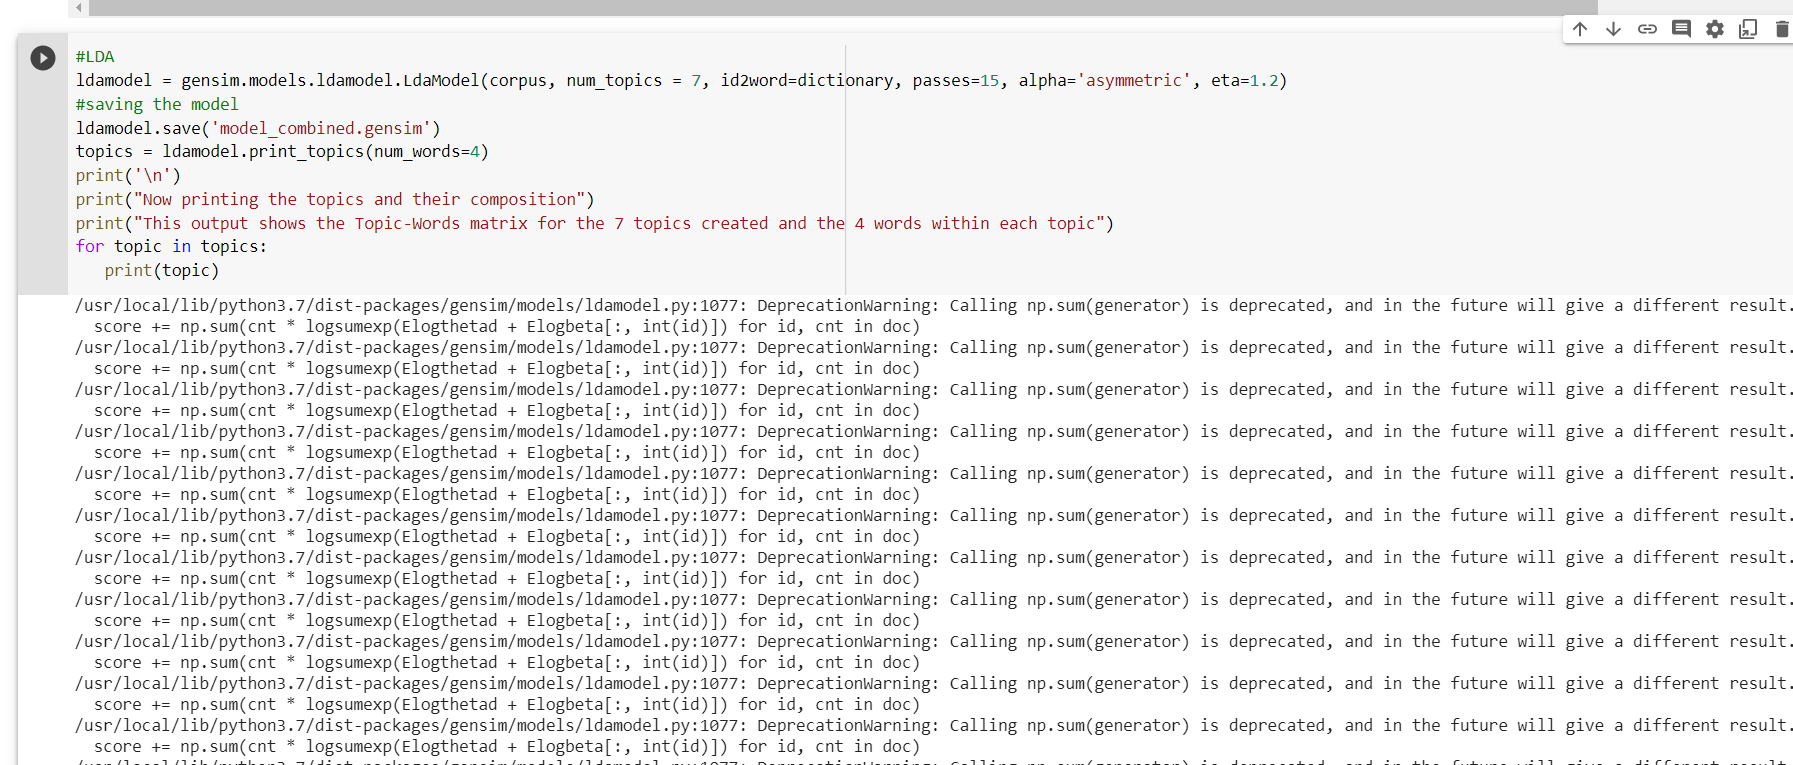 #LDA
ldamodel = gensim.models.ldamodel.LdaModel(corpus, num_topics = 7, id2word=dictionary, passes=15, alpha='asymmetric', eta=1.2)
#saving the model
ldamodel.save('model_combined.gensim')
topics = ldamodel.print_topics(num_words=4)
print('\n')
print("Now printing the topics and their composition")
print("This output shows the Topic-Words matrix for the 7 topics created and the 4 words within each topic")
for topic in topics:
   print(topic)
/usr/local/lib/python3.7/dist-packages/gensim/models/ldamodel.py:1077: DeprecationWarning: Calling np.sum(generator) is deprecated, and in the future will give a different result.
  score += np.sum(cnt * logsumexp(Elogthetad + Elogbeta[:, int(id)]) for id, cnt in doc)
/usr/local/lib/python3.7/dist-packages/gensim/models/ldamodel.py:1077: DeprecationWarning: Calling np.sum(generator) is deprecated, and in the future will give a different result.
  score += np.sum(cnt * logsumexp(Elogthetad + Elogbeta[:, int(id)]) for id, cnt in doc)
/usr/local/lib/python3.7/dist-packages/gensim/models/ldamodel.py:1077: DeprecationWarning: Calling np.sum(generator) is deprecated, and in the future will give a different result.
  score += np.sum(cnt * logsumexp(Elogthetad + Elogbeta[:, int(id)]) for id, cnt in doc)
/usr/local/lib/python3.7/dist-packages/gensim/models/ldamodel.py:1077: DeprecationWarning: Calling np.sum(generator) is deprecated, and in the future will give a different result.
  score += np.sum(cnt * logsumexp(Elogthetad + Elogbeta[:, int(id)]) for id, cnt in doc)
/usr/local/lib/python3.7/dist-packages/gensim/models/ldamodel.py:1077: DeprecationWarning: Calling np.sum(generator) is deprecated, and in the future will give a different result.
  score += np.sum(cnt * logsumexp(Elogthetad + Elogbeta[:, int(id)]) for id, cnt in doc)
/usr/local/lib/python3.7/dist-packages/gensim/models/ldamodel.py:1077: DeprecationWarning: Calling np.sum(generator) is deprecated, and in the future will give a different result.
  score += np.sum(cnt * logsumexp(Elogthetad + Elogbeta[:, int(id)]) for id, cnt in doc)
/usr/local/lib/python3.7/dist-packages/gensim/models/ldamodel.py:1077: DeprecationWarning: Calling np.sum(generator) is deprecated, and in the future will give a different result.
  score += np.sum(cnt * logsumexp(Elogthetad + Elogbeta[:, int(id)]) for id, cnt in doc)
/usr/local/lib/python3.7/dist-packages/gensim/models/ldamodel.py:1077: DeprecationWarning: Calling np.sum(generator) is deprecated, and in the future will give a different result.
  score += np.sum(cnt * logsumexp(Elogthetad + Elogbeta[:, int(id)]) for id, cnt in doc)
/usr/local/lib/python3.7/dist-packages/gensim/models/ldamodel.py:1077: DeprecationWarning: Calling np.sum(generator) is deprecated, and in the future will give a different result.
  score += np.sum(cnt * logsumexp(Elogthetad + Elogbeta[:, int(id)]) for id, cnt in doc)
/usr/local/lib/python3.7/dist-packages/gensim/models/ldamodel.py:1077: DeprecationWarning: Calling np.sum(generator) is deprecated, and in the future will give a different result.
  score += np.sum(cnt * logsumexp(Elogthetad + Elogbeta[:, int(id)]) for id, cnt in doc)
/usr/local/lib/python3.7/dist-packages/gensim/models/ldamodel.py:1077: DeprecationWarning: Calling np.sum(generator) is deprecated, and in the future will give a different result.
  score += np.sum(cnt * logsumexp(Elogthetad + Elogbeta[:, int(id)]) for id, cnt in doc)